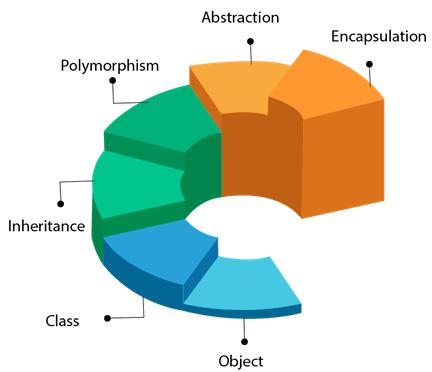 Abstraction
Encapsulation
Polymorphism
Inheritance
Class
Object